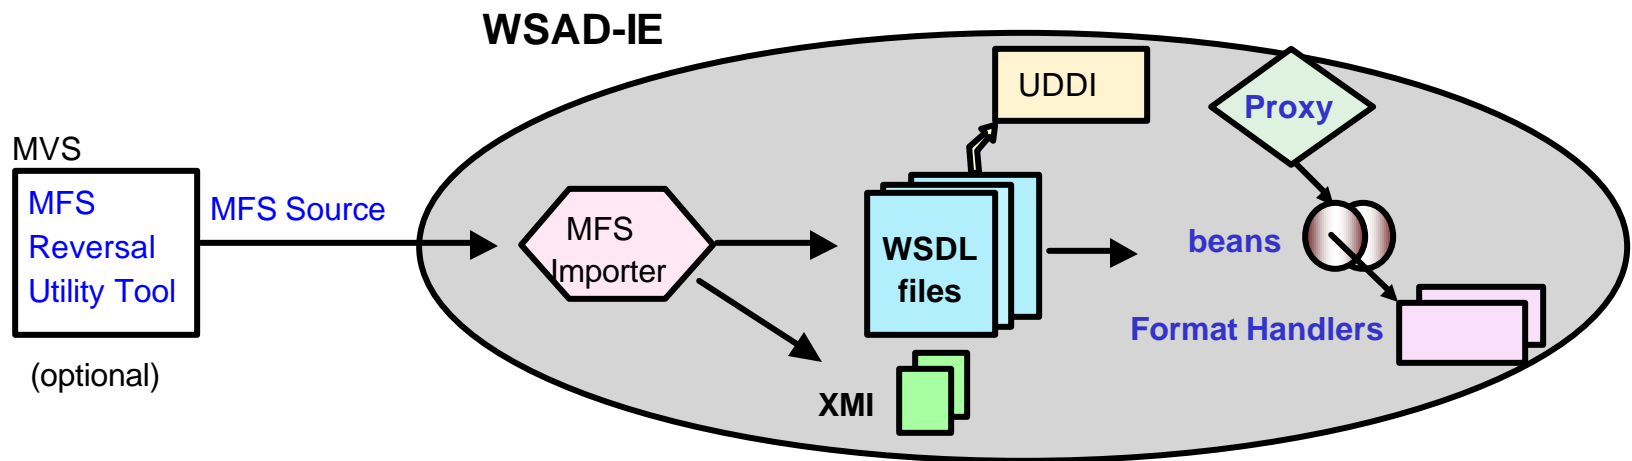 WSAD-IE
MVS
MFS
Reversal
Utility Tool
(optional)
MFS Source
MFS
Importer
UDDI
WSDL
files
XMI
Proxy
beans
Format Handlers